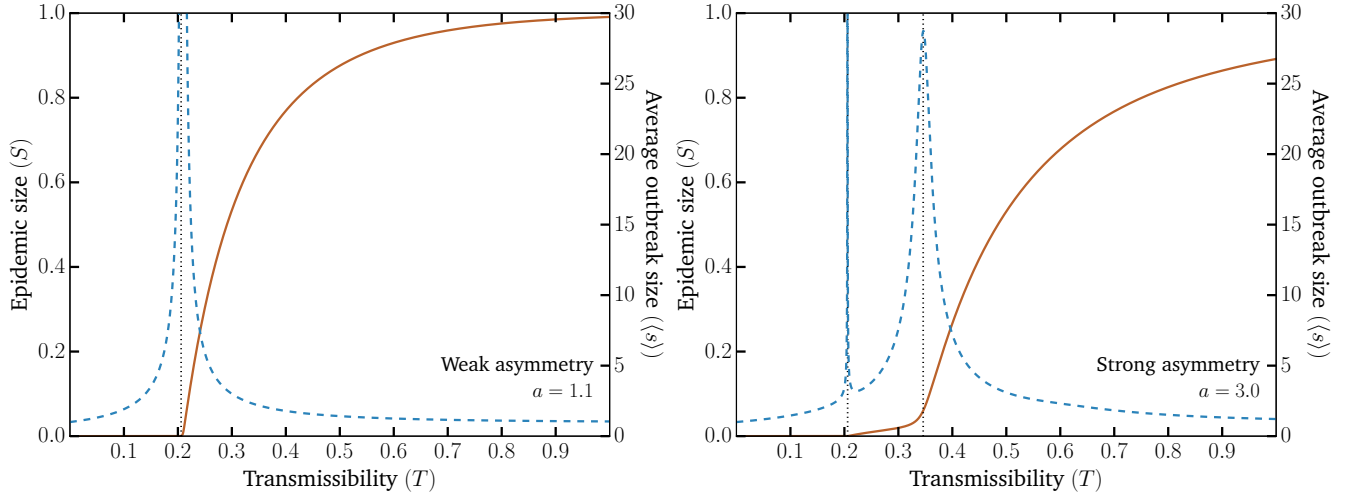 1.0
0.8
0.6
0.4
0.2
0.0
Epidemic size (S)
0.1 0.2 0.3 0.4 0.5 0.6 0.7 0.8 0.9
Transmissibility (T)
30
25
20
15
10
5
0
Average outbreak size (⟨s⟩)
Weak asymmetry
a = 1.1
1.0
0.8
0.6
0.4
0.2
0.0
Epidemic size (S)
0.1 0.2 0.3 0.4 0.5 0.6 0.7 0.8 0.9
Transmissibility (T)
30
25
20
15
10
5
0
Average outbreak size (⟨s⟩)
Strong asymmetry
a = 3.0